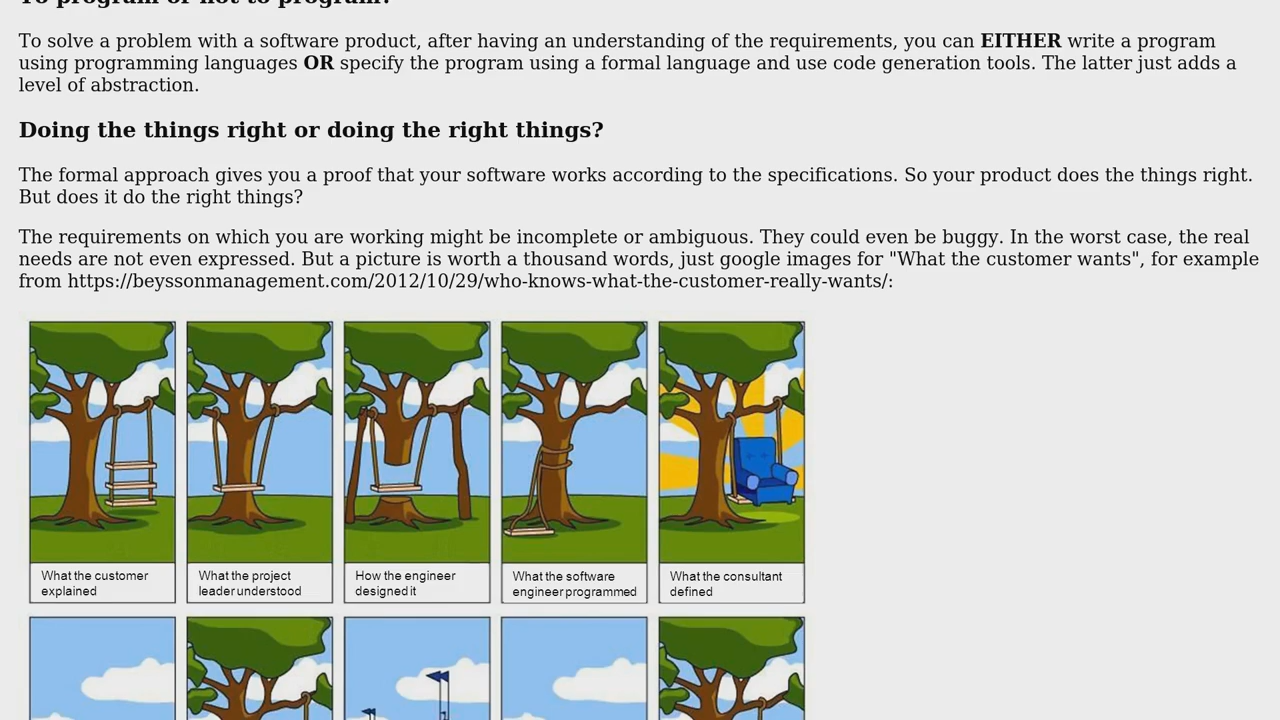 To program or not to program?
To solve a problem with a software product, after having an understanding of the requirements, you can EITHER write a program
using programming languages OR specify the program using a formal language and use code generation tools. The latter just adds a
level of abstraction.
Doing the things right or doing the right things?
The formal approach gives you a proof that your software works according to the specifications. So your product does the things right.
But does it do the right things?
The requirements on which you are working might be incomplete or ambiguous. They could even be buggy. In the worst case, the real
needs are not even expressed. But a picture is worth a thousand words, just google images for "What the customer wants", for example
from https://beyssonmanagement.com/2012/10/29/who-knows-what-the-customer-really-wants/:
What the customer
explained
What the project
leader understood
How the engineer
designed it
What the software
engineer programmed
What the consultant
defined